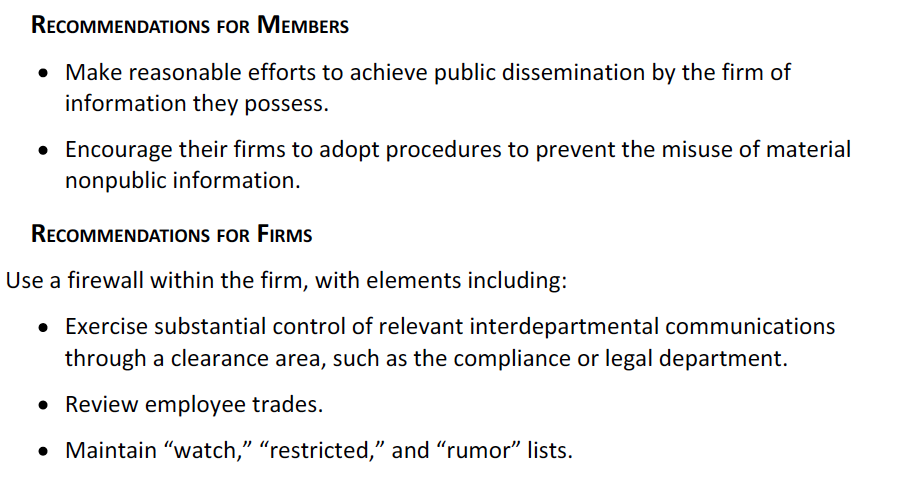 RECOMMENDATIONS FOR MEMBERS
• Make reasonable efforts to achieve public dissemination by the firm of
information they possess.
• Encourage their firms to adopt procedures to prevent the misuse of material
nonpublic information.
RECOMMENDATIONS FOR FIRMS
Use a firewall within the firm, with elements including:
• Exercise substantial control of relevant interdepartmental communications
through a clearance area, such as the compliance or legal department.
• Review employee trades.
• Maintain “watch,” “restricted,” and “rumor” lists.